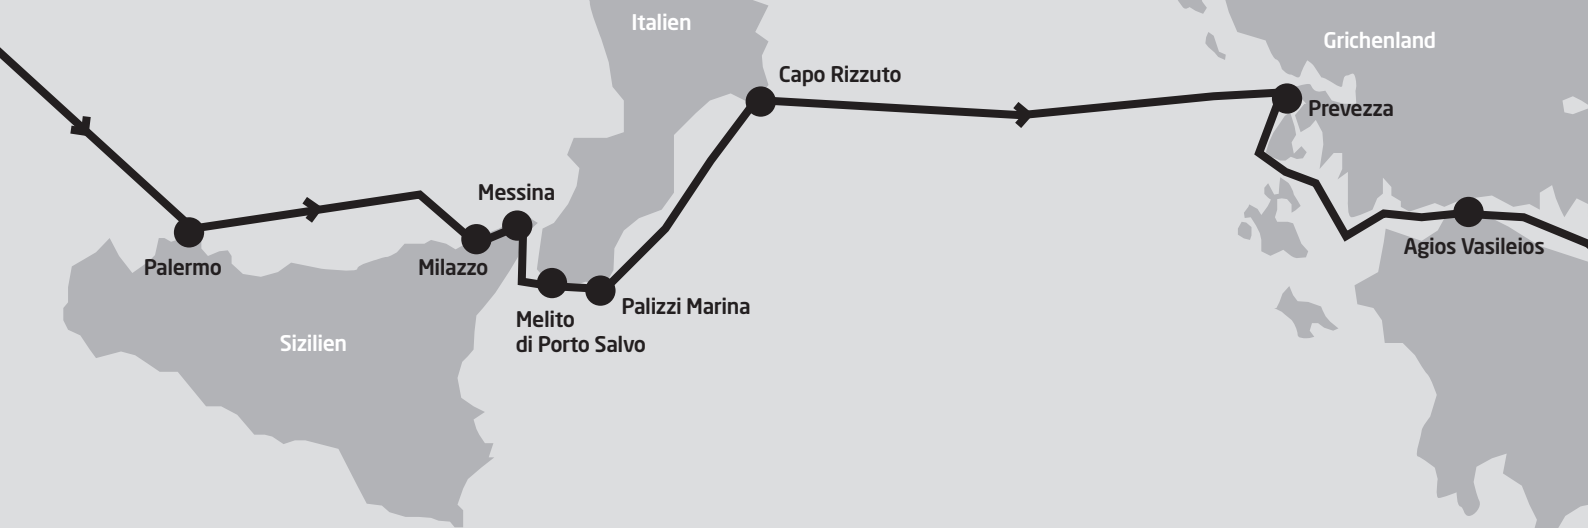 Italien
Grichenland
Capo Rizzuto
Prevezza
Messina
Palermo
Milazzo
Agios Vasileios
Palizzi Marina
Melito
di Porto Salvo
Sizilien